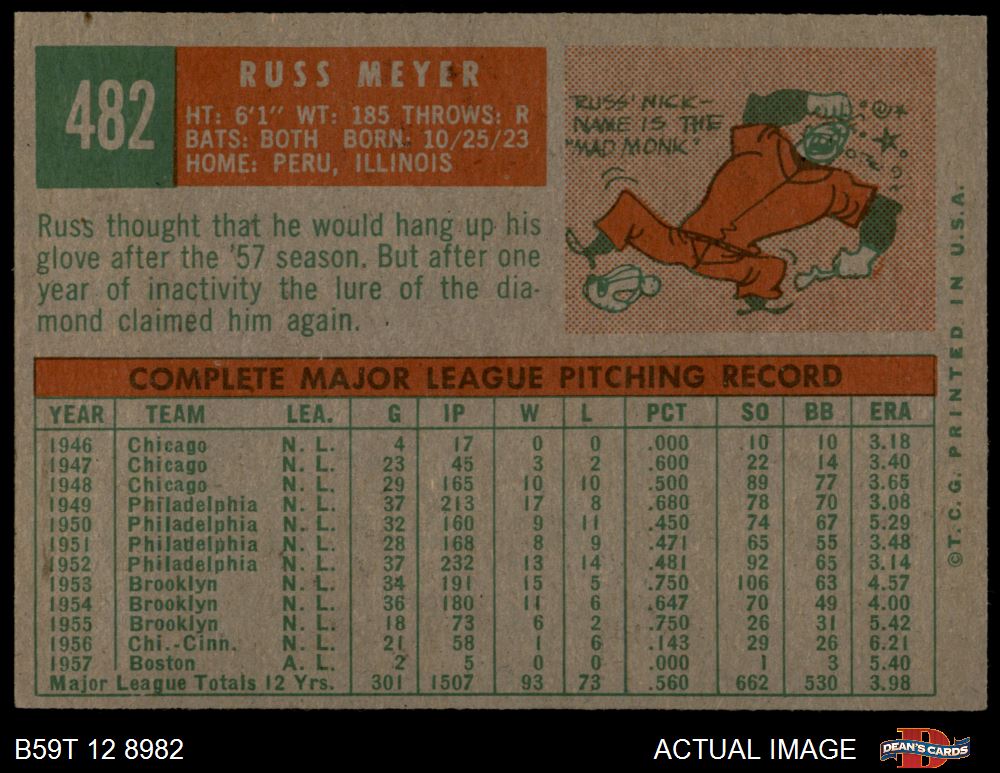 482
RUSS MEYER
HT: 6'1" WT: 185 THROWS: R
BATS: BOTH BORN: 10/25/23
HOME: PERU, ILLINOIS
RUSS' NICK-
NAME IS THE
"MAD MONK"
Russ thought that he would hang up his
glove after the '57 season. But after one
year of inactivity the lure of the dia-
mond claimed him again.
COMPLETE MAJOR LEAGUE PITCHING RECORD
YEAR TEAM LEA. G IP W L PCT SO BB ERA
1946 Chicago N. L. 4 17 0 0 .000 10 10 3.18
1947 Chicago N. L. 23 45 3 2 .600 22 14 3.40
1948 Chicago N. L. 29 165 10 10 .500 89 77 3.65
1949 Philadelphia N. L. 37 213 17 8 .680 78 70 3.08
1950 Philadelphia N. L. 32 160 9 11 .450 74 67 5.29
1951 Philadelphia N. L. 28 168 8 9 .471 65 55 3.48
1952 Philadelphia N. L. 37 232 13 14 .481 92 65 3.14
1953 Brooklyn N. L. 34 191 15 5 .750 106 63 4.57
1954 Brooklyn N. L. 36 180 11 6 .647 70 49 4.00
1955 Brooklyn N. L. 18 73 6 2 .750 26 31 5.42
1956 Chi.-Cinn. N. L. 21 58 1 6 .143 29 26 6.21
1957 Boston A. L. 2 5 0 0 .000 1 3 5.40
Major League Totals 12 Yrs. 301 1507 93 73 .560 662 530 3.98
©T. C. G. PRINTED IN U.S.A.
B59T 12 8982
ACTUAL IMAGE
DEAN'S CARDS